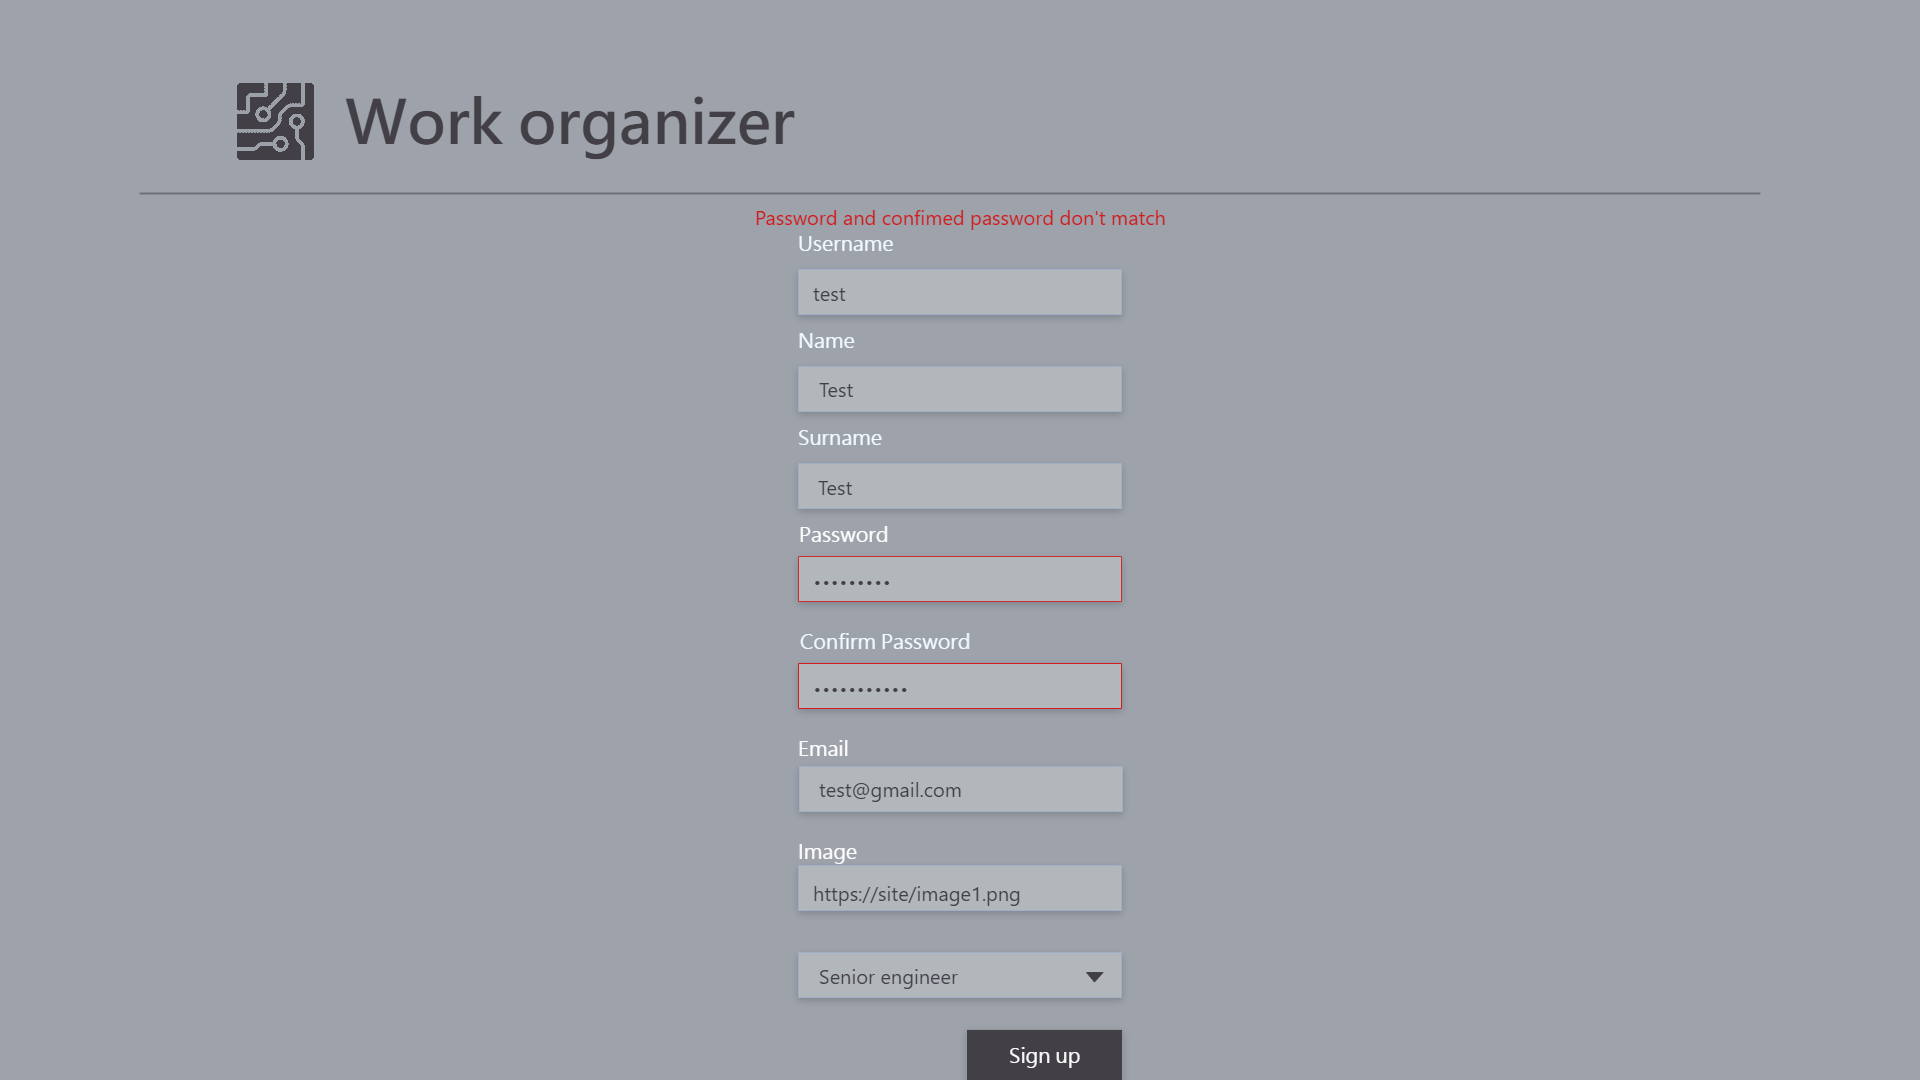 Work organizer
Password and confimed password don't match
Username
test
Name
Test
Surname
Test
Password
•••••••••
Confirm Password
•••••••••••
Email
test@gmail.com
Image
https://site/image1.png
Senior engineer
Sign up